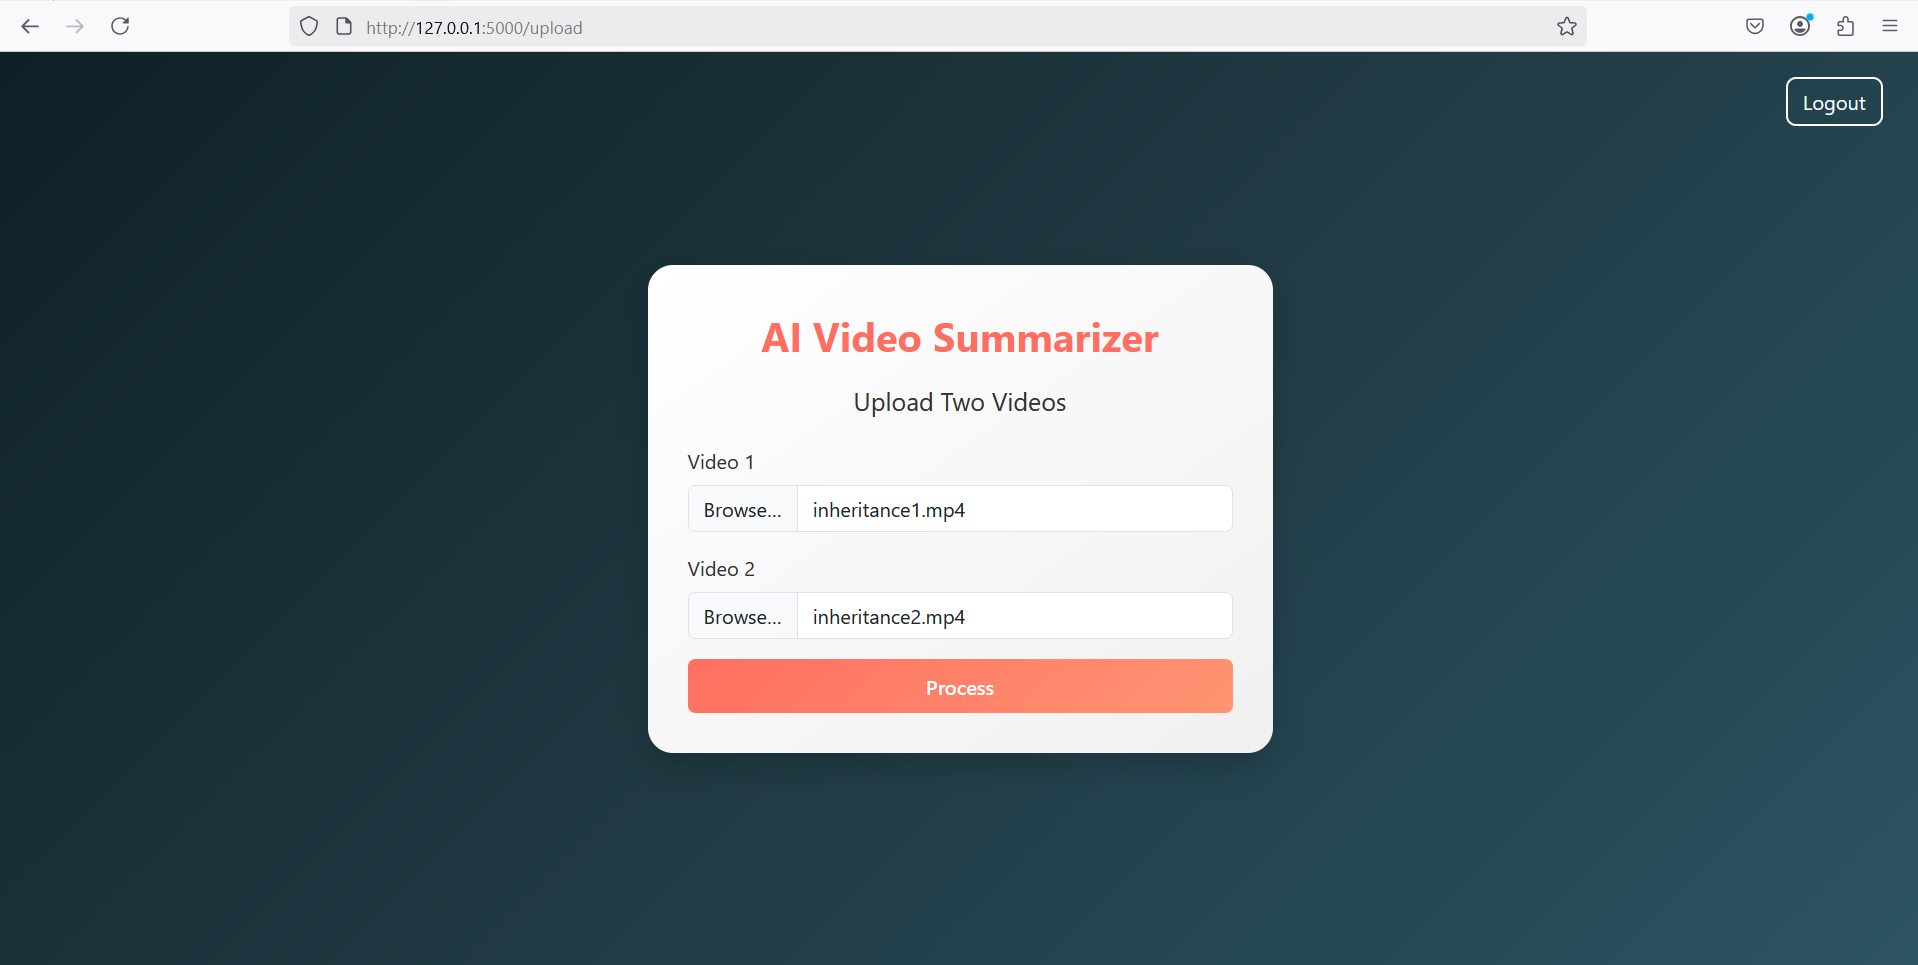 http://127.0.0.1:5000/upload
Logout
AI Video Summarizer
Upload Two Videos
Video 1
Browse... inheritance1.mp4
Video 2
Browse... inheritance2.mp4
Process